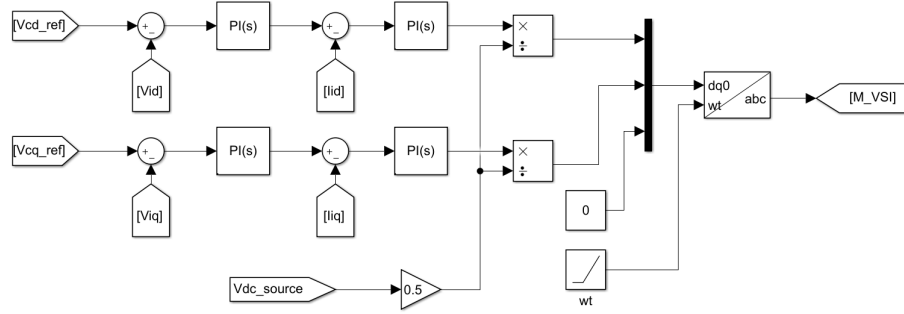 [Vcd_ref]
+
−
PI(s)
+
−
PI(s)
×
÷
[Vid]
[Iid]
dq0
wt
abc
[M_VSI]
[Vcq_ref]
+
−
PI(s)
+
−
PI(s)
×
÷
[Viq]
[Iiq]
0
Vdc_source
0.5
wt